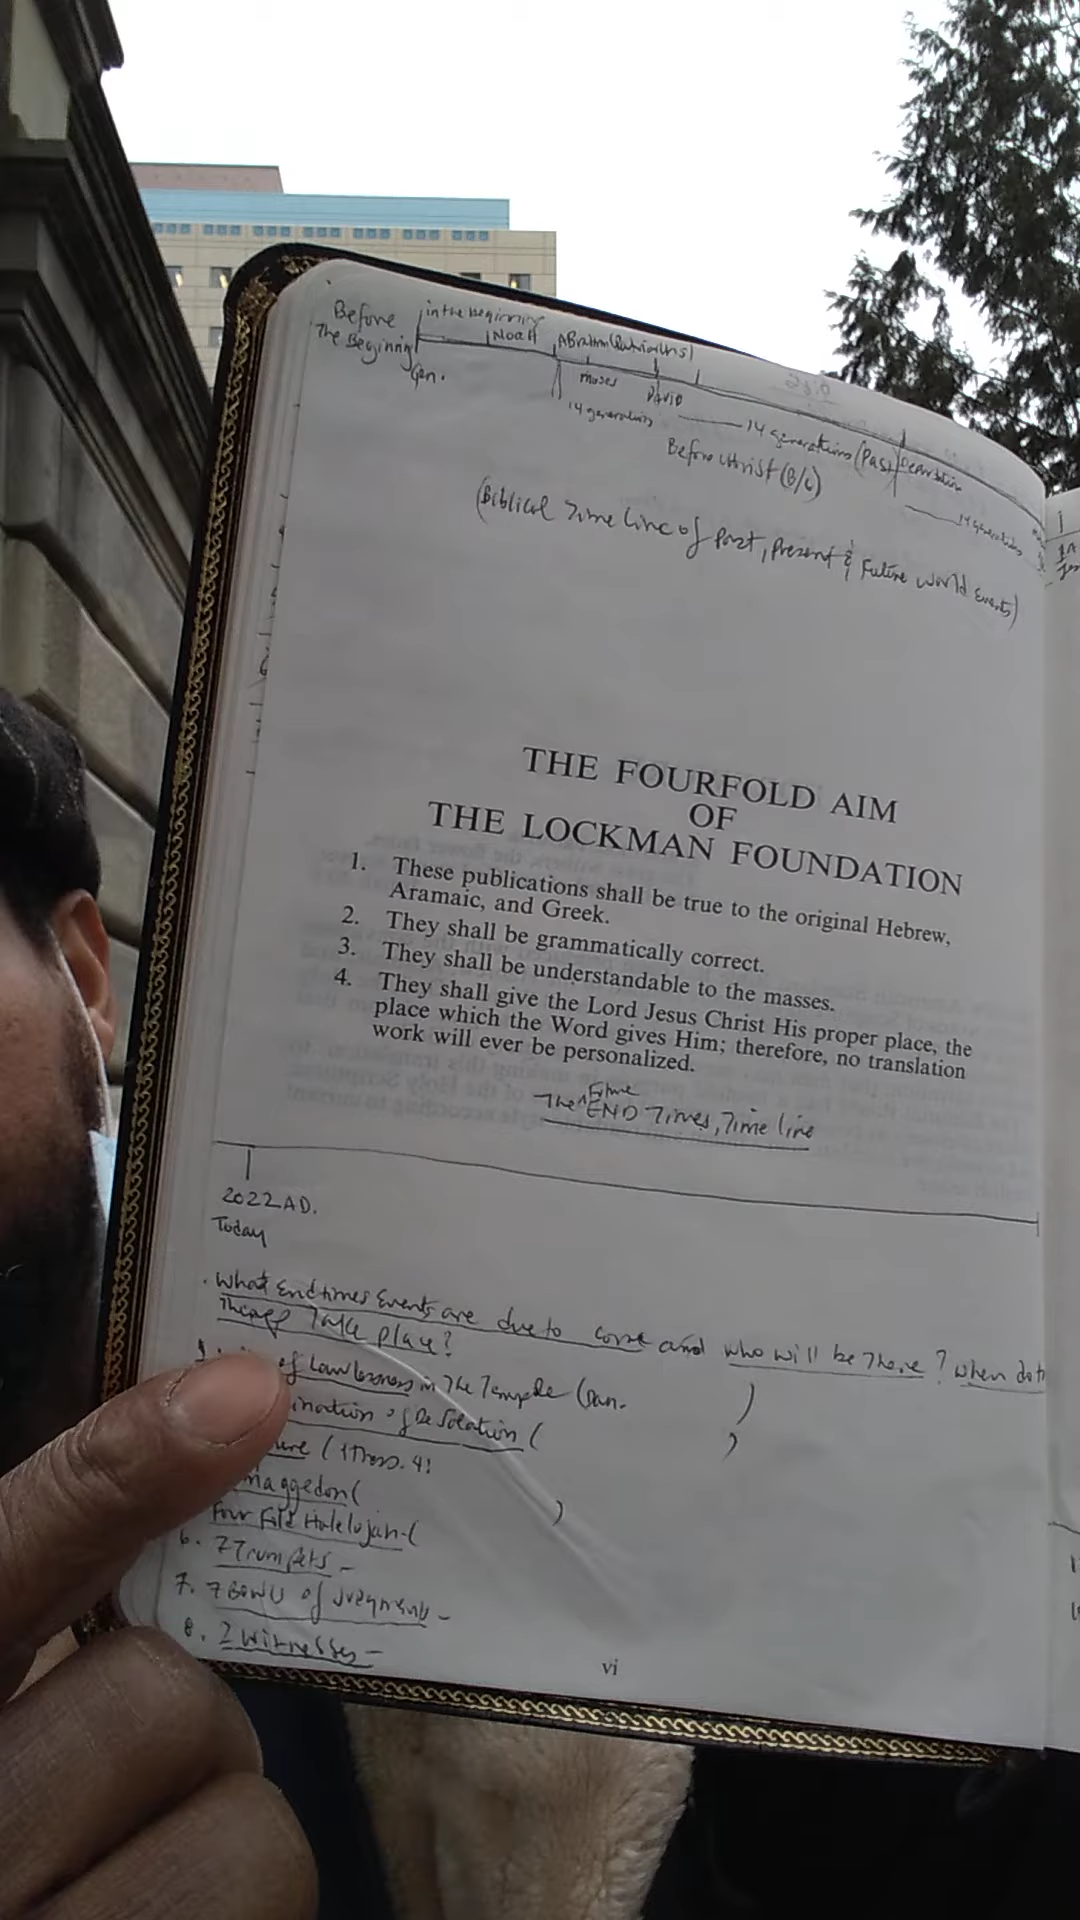 Before
The Beginning
in the beginning
Gen.
Noah
Abraham
Moses
DAVID
14 generations
14 generations (Past)
14 generations
Before Christ (B/C)
(Biblical Time Line of Past, Present & Future World Events)
THE FOURFOLD AIM
OF
THE LOCKMAN FOUNDATION
1. These publications shall be true to the original Hebrew,
Aramaic, and Greek.
2. They shall be grammatically correct.
3. They shall be understandable to the masses.
4. They shall give the Lord Jesus Christ His proper place, the
place which the Word gives Him; therefore, no translation
work will ever be personalized.
The ^Future END Times, Time line
2022 AD.
Today
. What Endtimes Events are due to come and who will be There? When do
Take place?
of Lawlessness in The Temple (Dan. )
of Desolation ( )
(1 Thess. 4:
maggedon( )
Four Fold Halelujah-(
6. 7 Trumpets -
7. 7 Bowls of Judgments -
8. 2 Witnesses -
vi